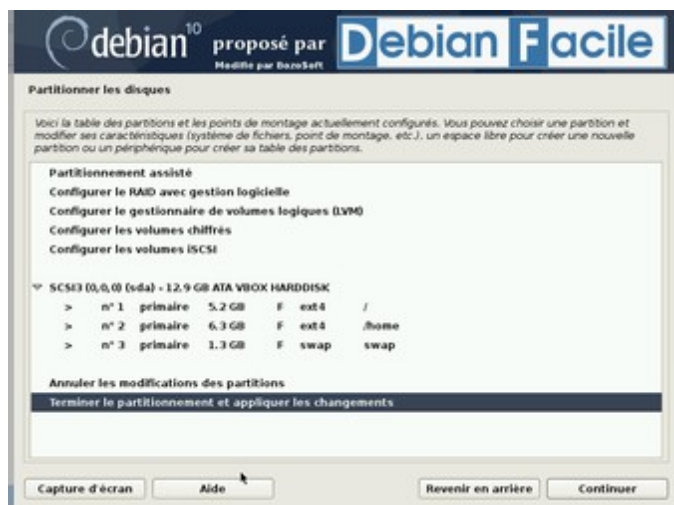 debian 10 proposé par Debian Facile
Modifié par BozoSoft
Partitionner les disques
Voici la table des partitions et les points de montage actuellement configurés. Vous pouvez choisir une partition et
modifier ses caractéristiques (système de fichiers, point de montage, etc.), un espace libre pour créer une nouvelle
partition ou un périphérique pour créer sa table des partitions.
Partitionnement assisté
Configurer le RAID avec gestion logicielle
Configurer le gestionnaire de volumes logiques (LVM)
Configurer les volumes chiffrés
Configurer les volumes iSCSI
SCSI3 (0,0,0) (sda) - 12.9 GB ATA VBOX HARDDISK
> n° 1 primaire 5.2 GB F ext4 /
> n° 2 primaire 6.3 GB F ext4 /home
> n° 3 primaire 1.3 GB F swap swap
Annuler les modifications des partitions
Terminer le partitionnement et appliquer les changements
Capture d'écran Aide Revenir en arrière Continuer